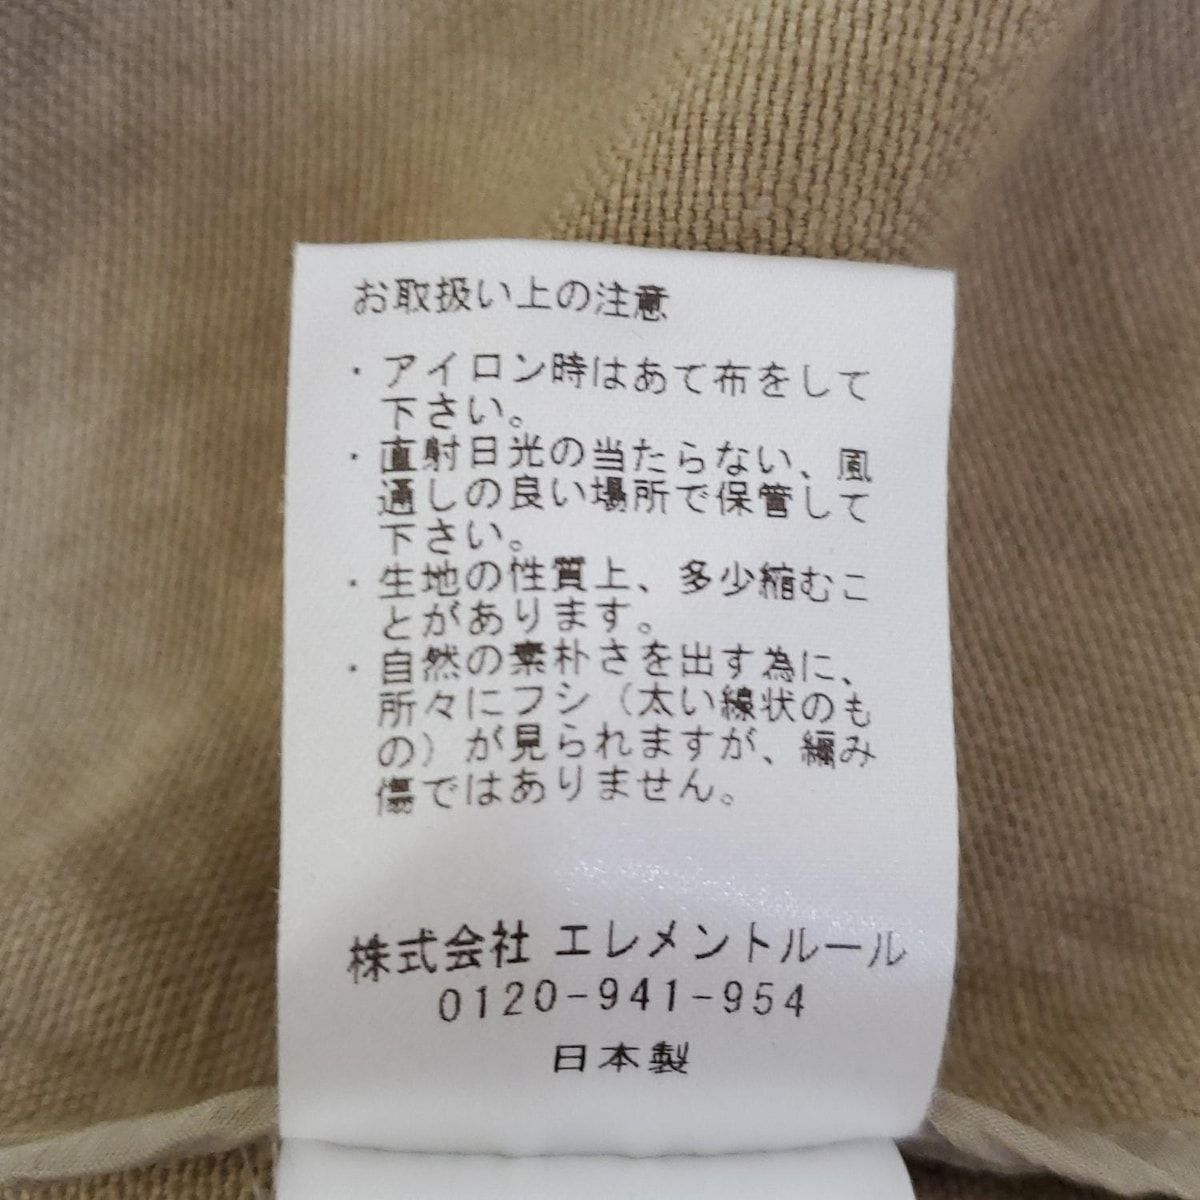 お取扱い上の注意
・アイロン時はあて布をして
下さい。
・直射日光の当たらない、風
通しの良い場所で保管して
下さい。
・生地の性質上、多少縮むこ
とがあります。
・自然の素朴さを出す為に、
所々にフシ（太い線状のも
の）が見られますが、編み
傷ではありません。
株式会社 エレメントルール
0120-941-954
日本製